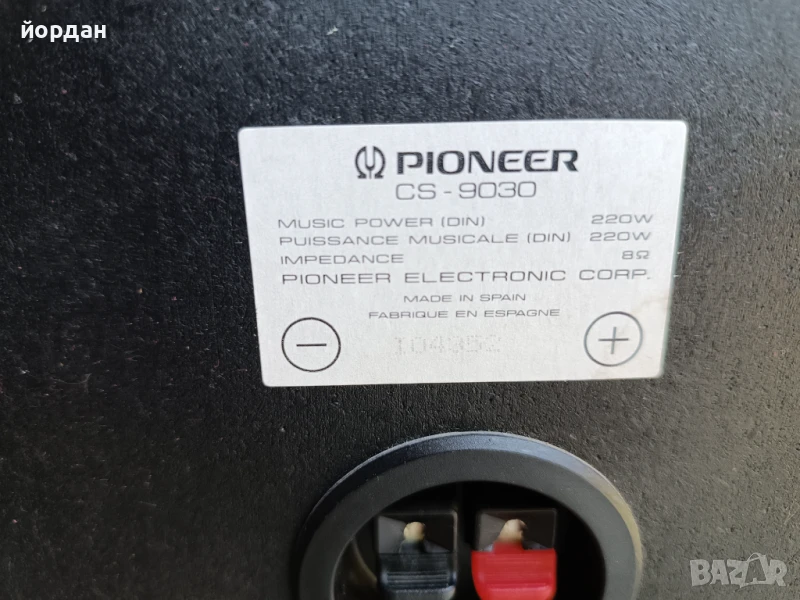 йордан
PIONEER
CS-9030
MUSIC POWER (DIN) 220W
PUISSANCE MUSICALE (DIN) 220W
IMPEDANCE 8Ω
PIONEER ELECTRONIC CORP.
MADE IN SPAIN
FABRIQUE EN ESPAGNE
104352
BAZAR